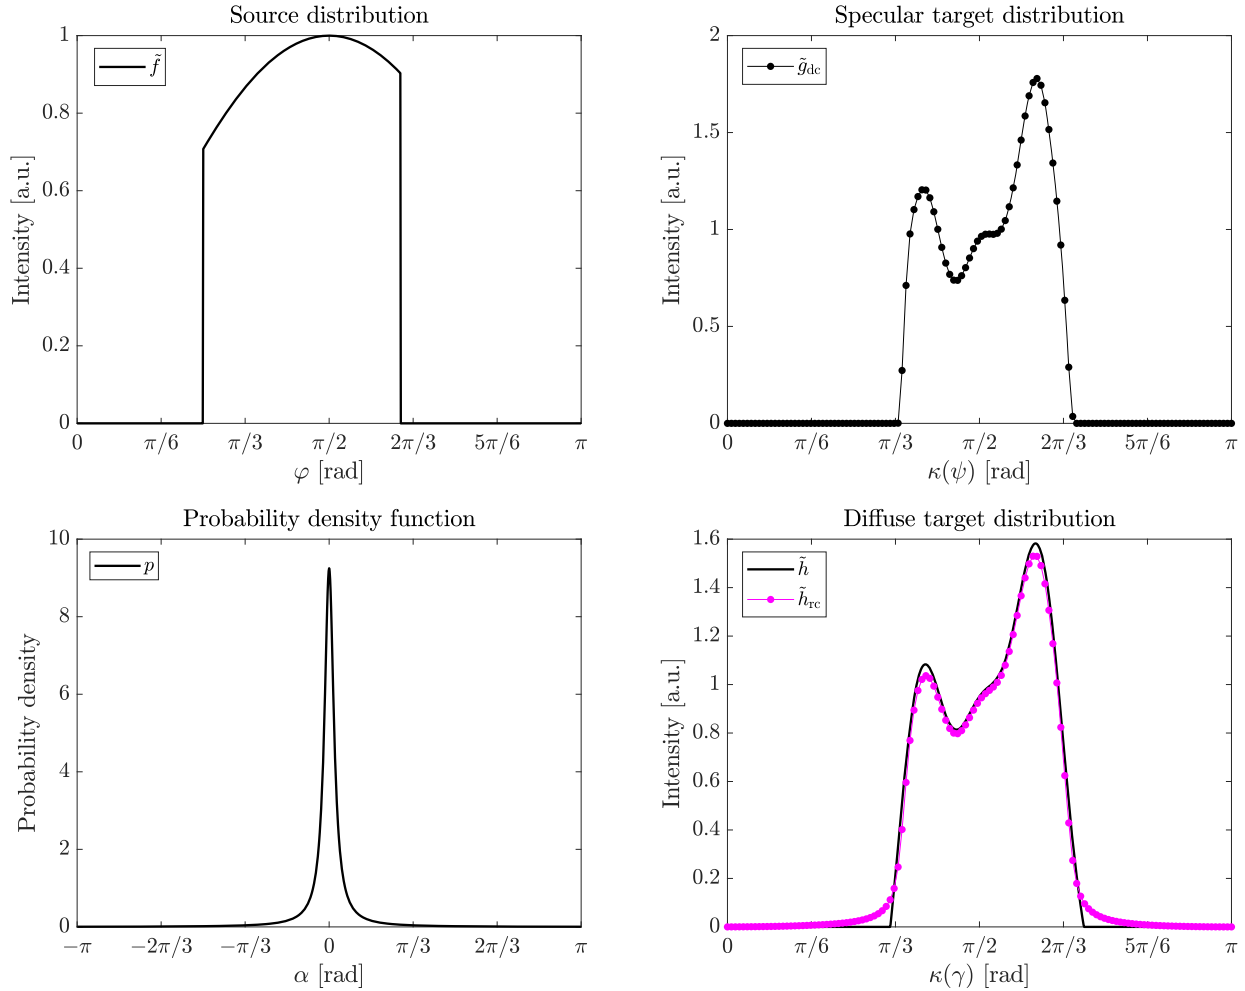 Source distribution
f̃
1
0.8
0.6
0.4
0.2
0
Intensity [a.u.]
0 π/6 π/3 π/2 2π/3 5π/6 π
φ [rad]
Specular target distribution
g̃dc
2
1.5
1
0.5
0
Intensity [a.u.]
0 π/6 π/3 π/2 2π/3 5π/6 π
κ(ψ) [rad]
Probability density function
p
10
8
6
4
2
0
Probability density
−π −2π/3 −π/3 0 π/3 2π/3 π
α [rad]
Diffuse target distribution
h̃
h̃rc
1.6
1.4
1.2
1
0.8
0.6
0.4
0.2
0
Intensity [a.u.]
0 π/6 π/3 π/2 2π/3 5π/6 π
κ(γ) [rad]